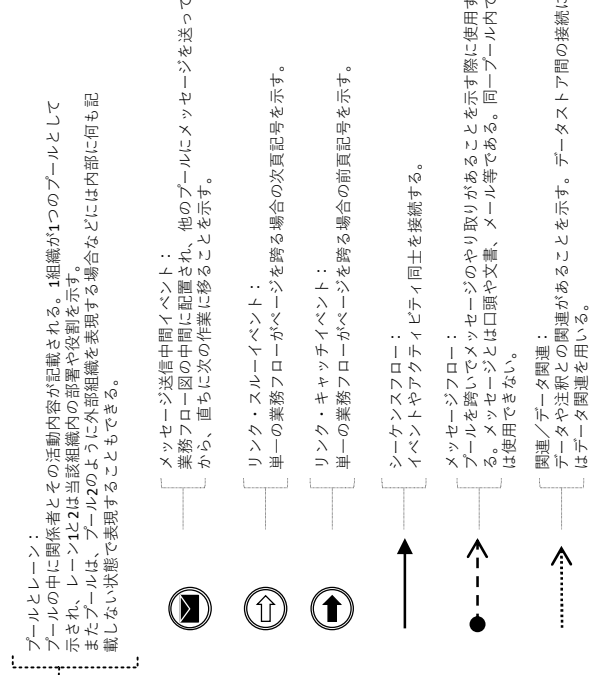 プールとレーン：
プールの中に関係者とその活動内容が記載される。1組織が1つのプールとして
示され、レーン1と2は当該組織内の部署や役割を示す。
またプールは、プール2のように外部組織を表現する場合などには内部に何も記
載しない状態で表現することもできる。
メッセージ送信中間イベント：
業務フロー図の中間に配置され、他のプールにメッセージを送って
から、直ちに次の作業に移ることを示す。
リンク・スルーイベント：
単一の業務フローがページを跨る場合の次頁記号を示す。
リンク・キャッチイベント：
単一の業務フローがページを跨る場合の前頁記号を示す。
シーケンスフロー：
イベントやアクティビティ同士を接続する。
メッセージフロー：
プールを跨いでメッセージのやり取りがあることを示す際に使用す
る。メッセージとは口頭や文書、メール等である。同一プール内で
は使用できない。
関連／データ関連：
データや注釈との関連があることを示す。データストア間の接続に
はデータ関連を用いる。